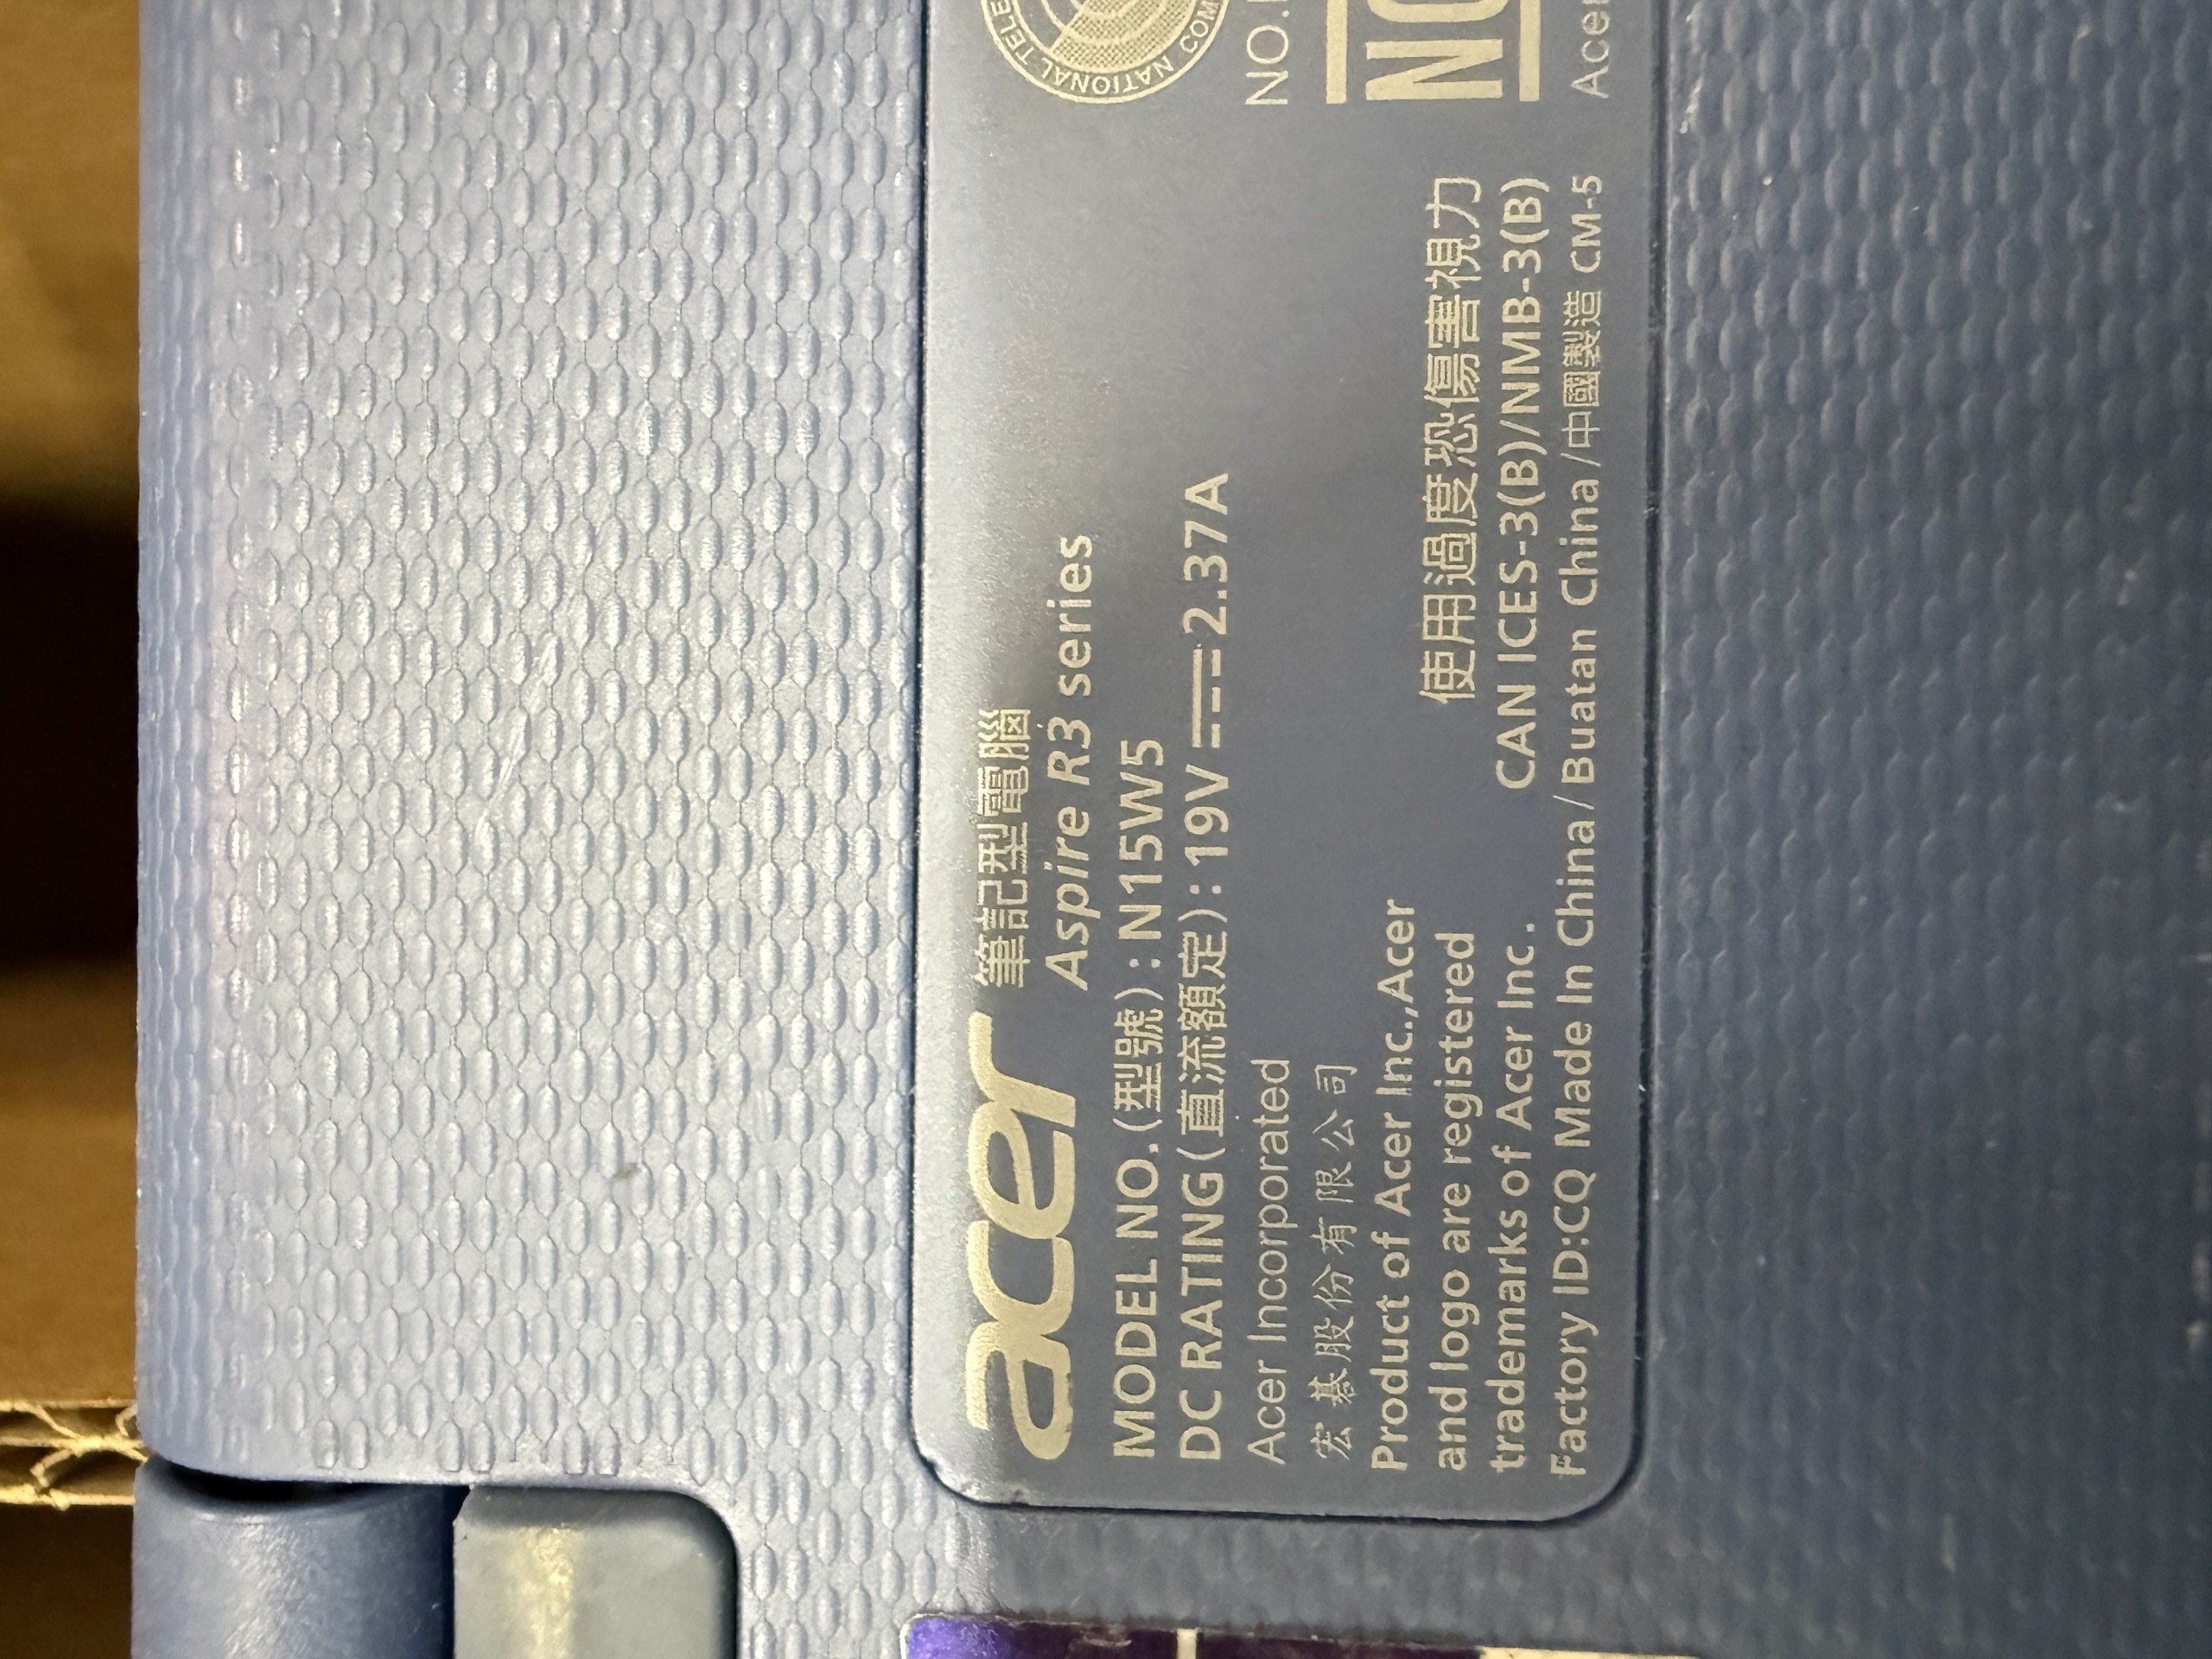 acer
筆記型電腦
Aspire R3 series
MODEL NO.(型號):N15W5
DC RATING(直流額定):19V⎓2.37A
Acer Incorporated
宏碁股份有限公司
Product of Acer Inc.,Acer
and logo are registered
trademarks of Acer Inc.
使用過度恐傷害視力
CAN ICES-3(B)/NMB-3(B)
Factory ID:CQ Made In China/Buatan China/中國製造 CM-5
NATIONAL
NO.
Acer